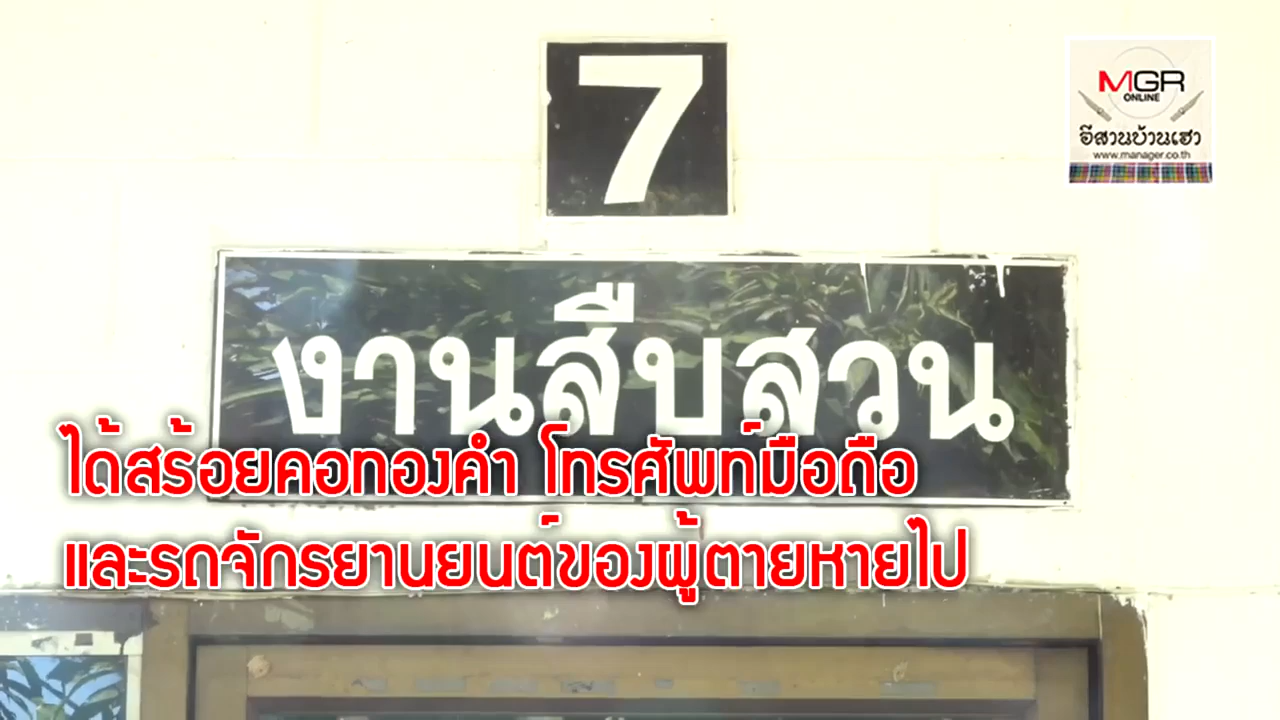 7
MGR
ONLINE
อีสานบ้านเฮา
www.manager.co.th
งานสืบสวน
ได้สร้อยคอทองคำ โทรศัพท์มือถือ
และรถจักรยานยนต์ของผู้ตายหายไป